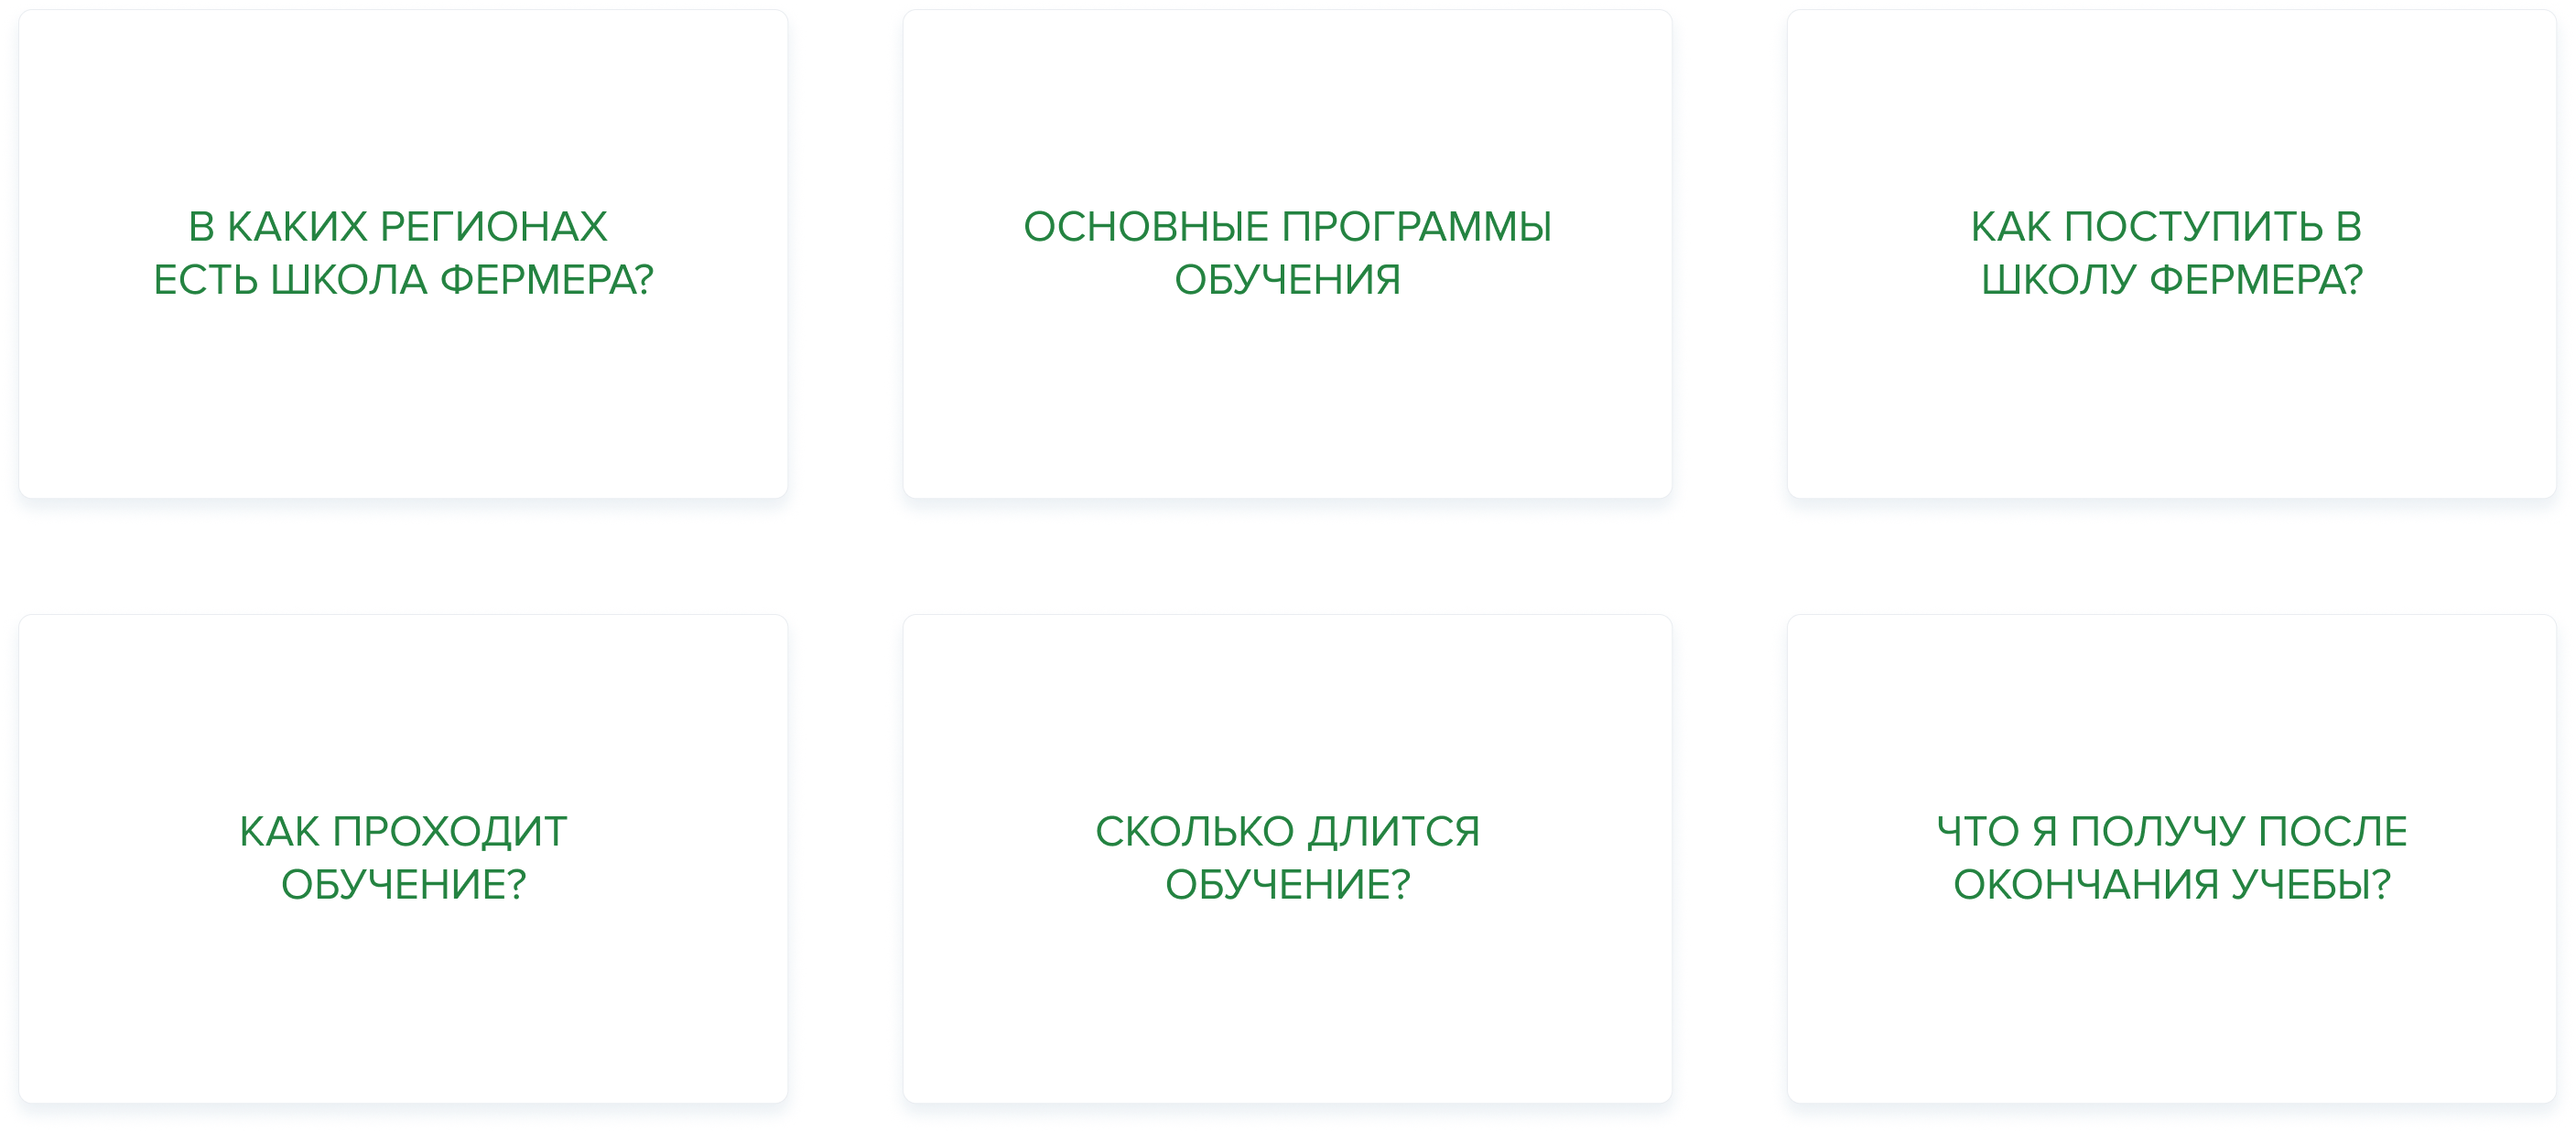 В КАКИХ РЕГИОНАХ
ЕСТЬ ШКОЛА ФЕРМЕРА?
ОСНОВНЫЕ ПРОГРАММЫ
ОБУЧЕНИЯ
КАК ПОСТУПИТЬ В
ШКОЛУ ФЕРМЕРА?
КАК ПРОХОДИТ
ОБУЧЕНИЕ?
СКОЛЬКО ДЛИТСЯ
ОБУЧЕНИЕ?
ЧТО Я ПОЛУЧУ ПОСЛЕ
ОКОНЧАНИЯ УЧЕБЫ?